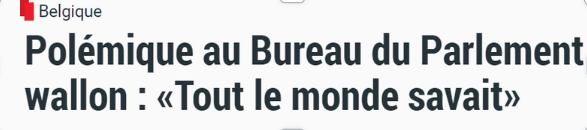 Belgique
Polémique au Bureau du Parlement
wallon : «Tout le monde savait»